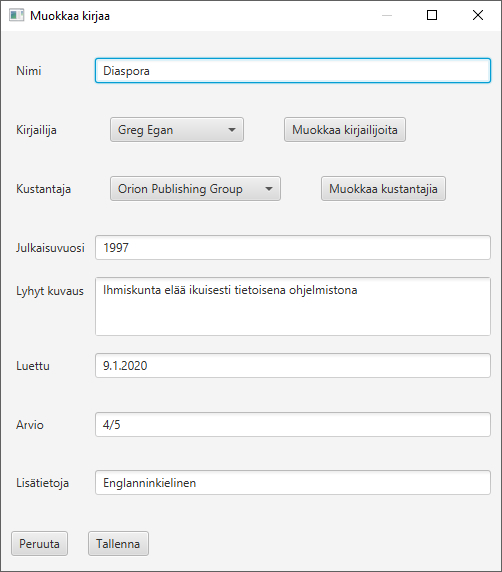 Muokkaa kirjaa
Nimi Diaspora
Kirjailija Greg Egan Muokkaa kirjailijoita
Kustantaja Orion Publishing Group Muokkaa kustantajia
Julkaisuvuosi 1997
Lyhyt kuvaus Ihmiskunta elää ikuisesti tietoisena ohjelmistona
Luettu 9.1.2020
Arvio 4/5
Lisätietoja Englanninkielinen
Peruuta Tallenna